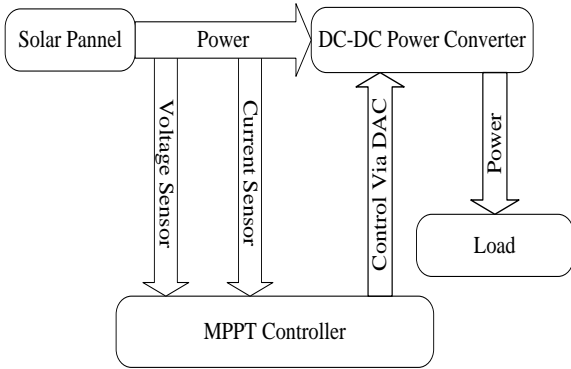 Solar Pannel
Power
DC-DC Power Converter
Voltage Sensor
Current Sensor
Control Via DAC
Power
Load
MPPT Controller